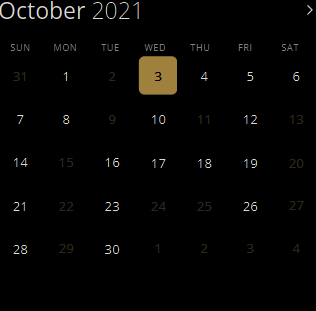 October 2021 >
SUN MON TUE WED THU FRI SAT
31 1 2 3 4 5 6
7 8 9 10 11 12 13
14 15 16 17 18 19 20
21 22 23 24 25 26 27
28 29 30 1 2 3 4